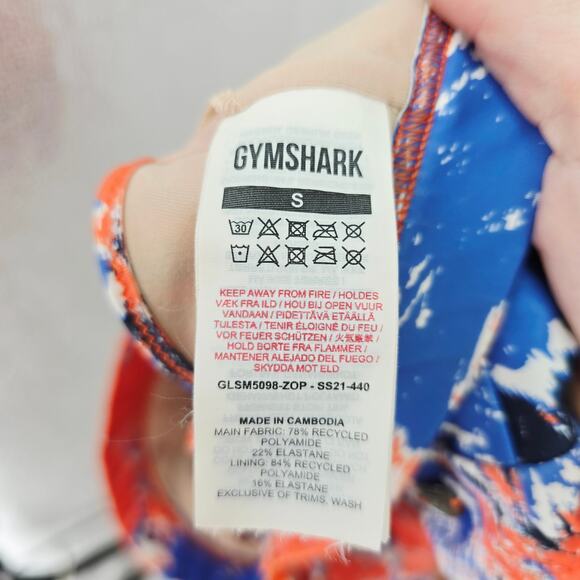 GYMSHARK
S
30
KEEP AWAY FROM FIRE / HOLDES
VÆK FRA ILD / HOU BIJ OPEN VUUR
VANDAAN / PIDETTÄVÄ ETÄÄLLÄ
TULESTA / TENIR ÉLOIGNÉ DU FEU /
VOR FEUER SCHÜTZEN / 火気厳禁 /
HOLD BORTE FRA FLAMMER /
MANTENER ALEJADO DEL FUEGO /
SKYDDA MOT ELD
GLSM5098-ZOP - SS21-440
MADE IN CAMBODIA
MAIN FABRIC: 78% RECYCLED
POLYAMIDE
22% ELASTANE
LINING: 84% RECYCLED
POLYAMIDE
16% ELASTANE
EXCLUSIVE OF TRIMS. WASH